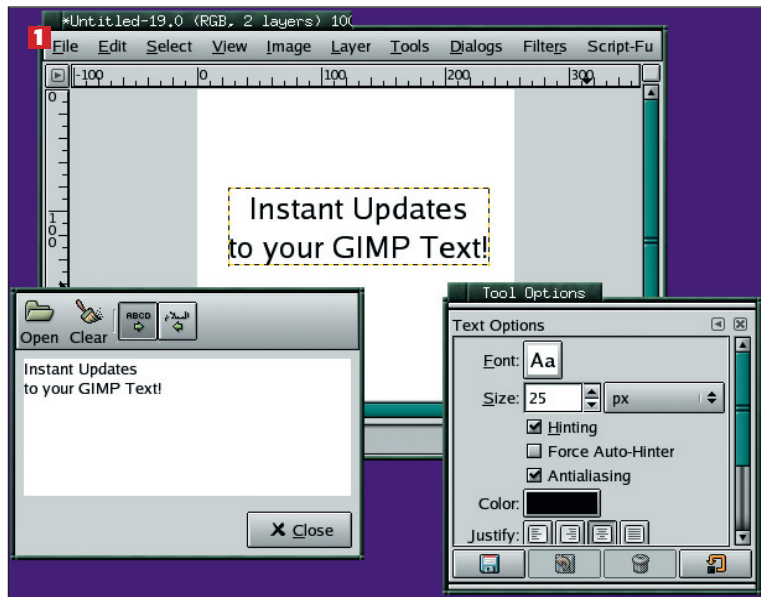 *Untitled-19.0 (RGB, 2 layers) 100
1
File Edit Select View Image Layer Tools Dialogs Filters Script-Fu
-100 0 100 200 300
0
100
Instant Updates
to your GIMP Text!
Open Clear ABCD
Instant Updates
to your GIMP Text!
Close
Tool Options
Text Options
Font: Aa
Size: 25 px
Hinting
Force Auto-Hinter
Antialiasing
Color:
Justify: